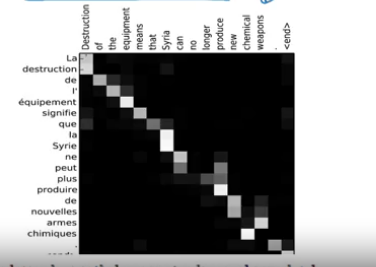 Destruction
of
the
equipment
means
that
Syria
can
no
longer
produce
new
chemical
weapons
.
<end>
La
destruction
de
l'
équipement
signifie
que
la
Syrie
ne
peut
plus
produire
de
nouvelles
armes
chimiques
.